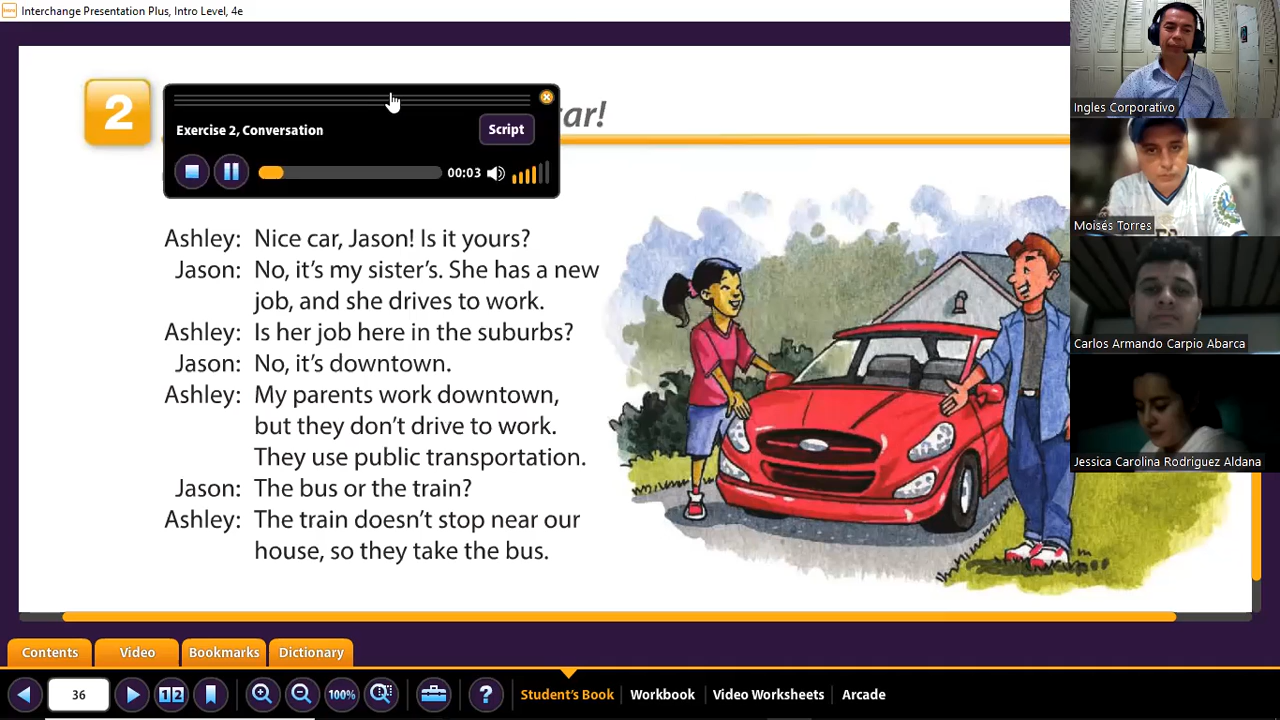 Interchange Presentation Plus, Intro Level, 4e
2
car!
Exercise 2, Conversation
Script
00:03
Ashley: Nice car, Jason! Is it yours?
Jason: No, it's my sister's. She has a new
job, and she drives to work.
Ashley: Is her job here in the suburbs?
Jason: No, it's downtown.
Ashley: My parents work downtown,
but they don't drive to work.
They use public transportation.
Jason: The bus or the train?
Ashley: The train doesn't stop near our
house, so they take the bus.
Ingles Corporativo
Moisés Torres
Carlos Armando Carpio Abarca
Jessica Carolina Rodriguez Aldana
Contents Video Bookmarks Dictionary
36 1 2 100% ? Student's Book Workbook Video Worksheets Arcade